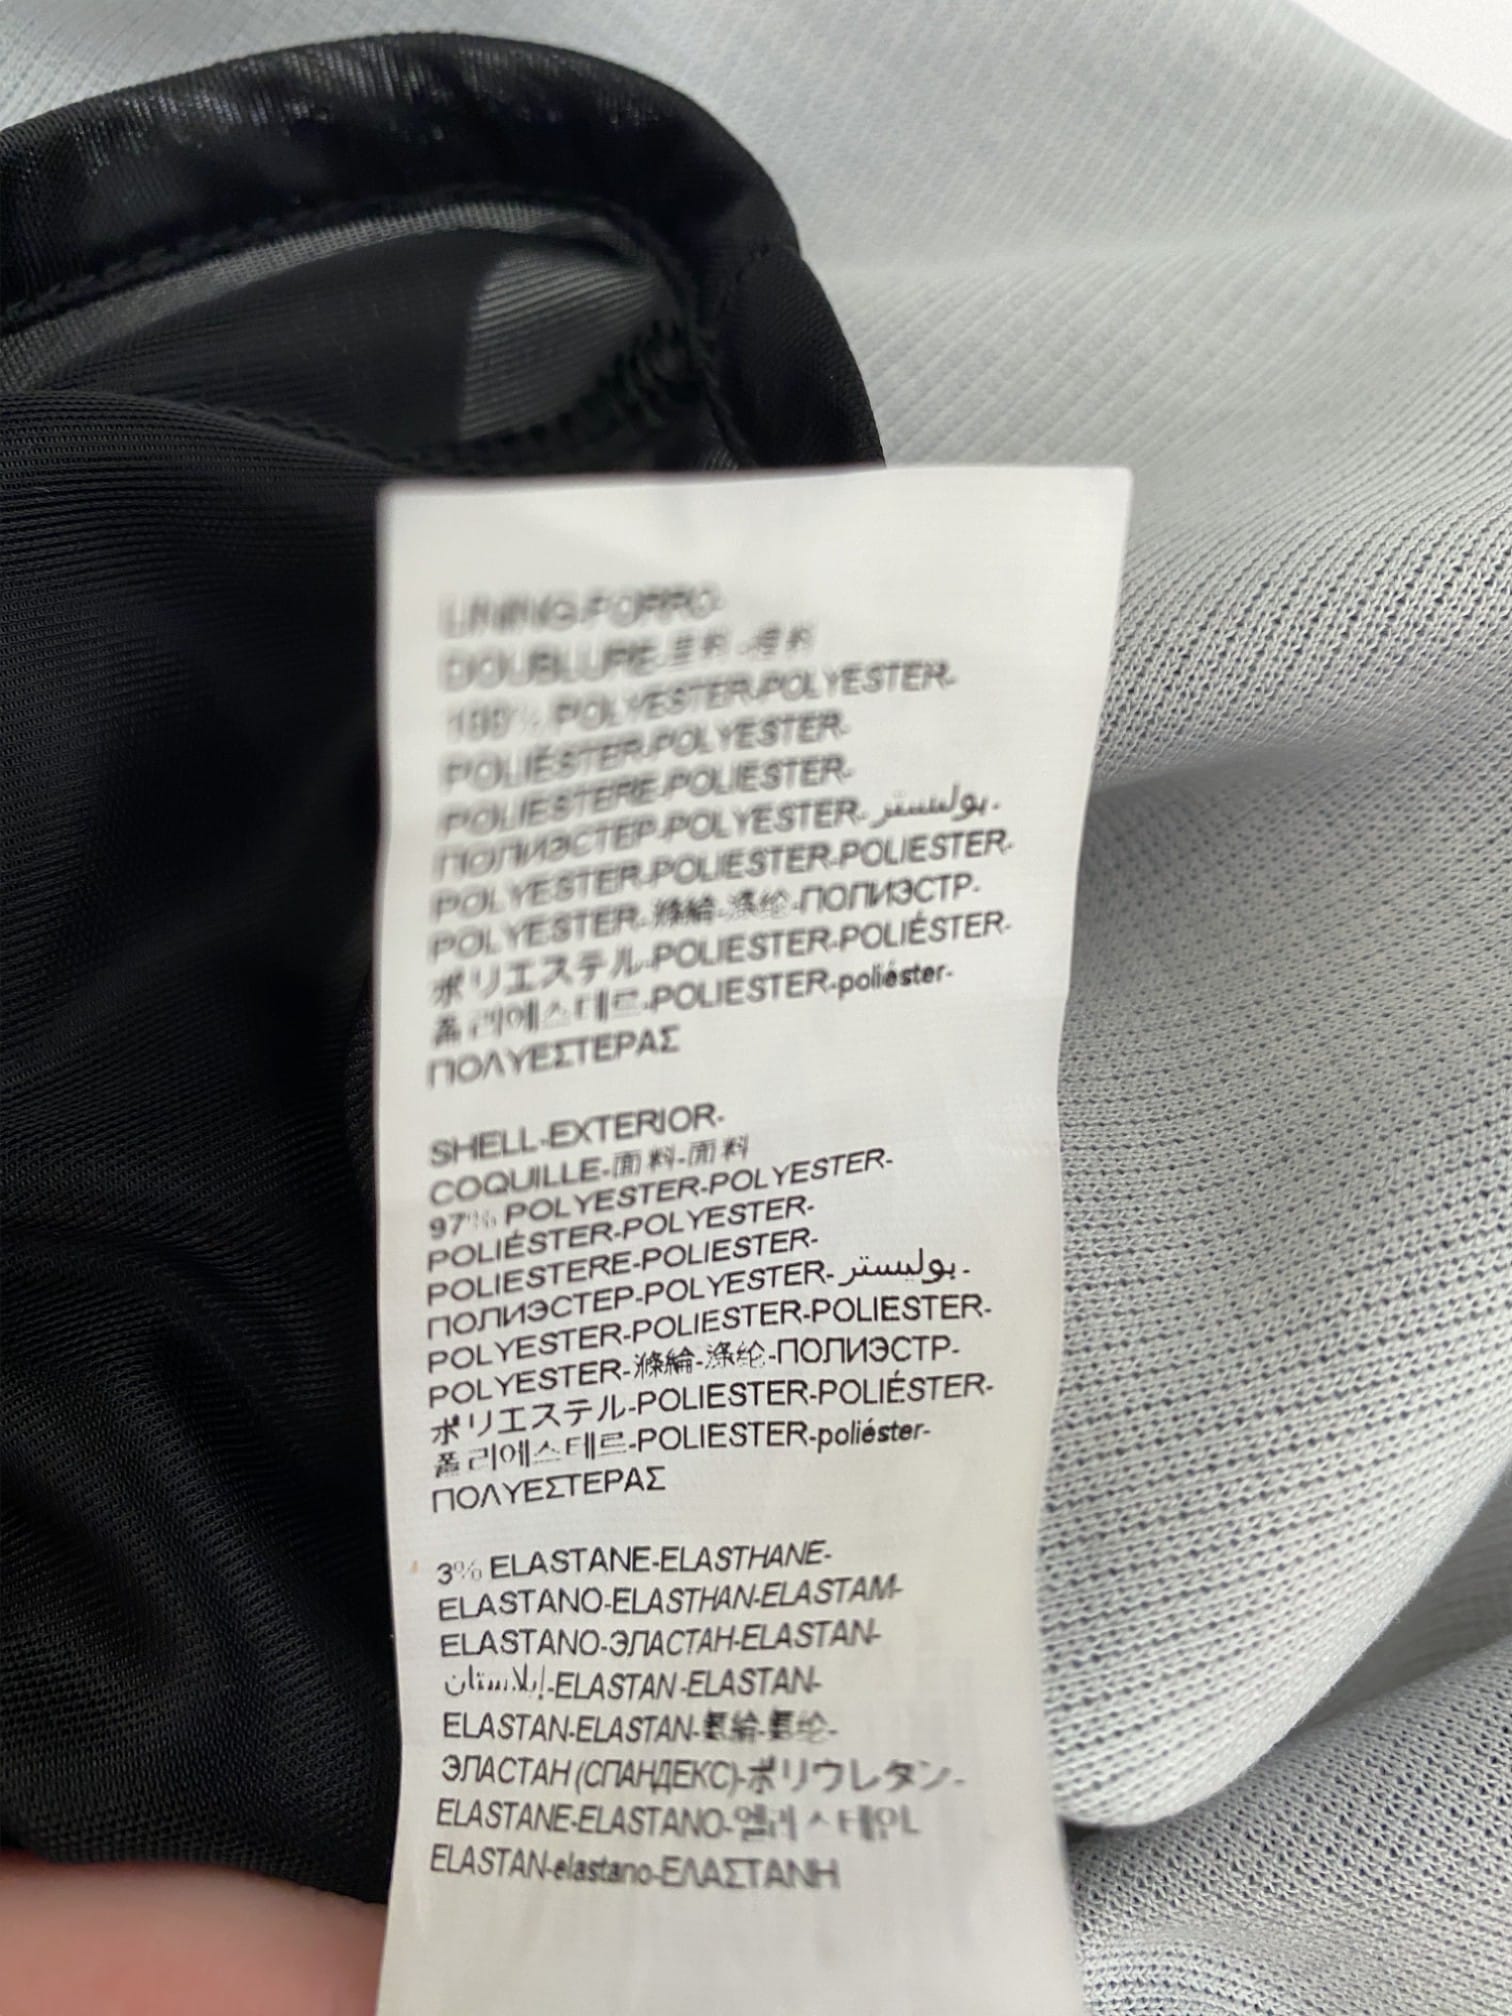 LINING-FORRO-
DOUBLURE-里料-裡料
100% POLYESTER-POLYESTER-
POLIÉSTER-POLYESTER-
POLIESTERE-POLIESTER-
ПОЛИЭСТЕР-POLYESTER-بوليستر-
POLYESTER-POLIESTER-POLIESTER-
POLYESTER-滌綸-涤纶-ПОЛИЭСТР-
ポリエステル-POLIESTER-POLIÉSTER-
폴리에스테르-POLIESTER-poliéster-
ΠΟΛΥΕΣΤΕΡΑΣ
SHELL-EXTERIOR-
COQUILLE-面料-面料
97% POLYESTER-POLYESTER-
POLIÉSTER-POLYESTER-
POLIESTERE-POLIESTER-
ПОЛИЭСТЕР-POLYESTER-بوليستر-
POLYESTER-POLIESTER-POLIESTER-
POLYESTER-滌綸-涤纶-ПОЛИЭСТР-
ポリエステル-POLIESTER-POLIÉSTER-
폴리에스테르-POLIESTER-poliéster-
ΠΟΛΥΕΣΤΕΡΑΣ
3% ELASTANE-ELASTHANE-
ELASTANO-ELASTHAN-ELASTAM-
ELASTANO-ЭЛАСТАН-ELASTAN-
إيلاستان-ELASTAN-ELASTAN-
ELASTAN-ELASTAN-氨綸-氨纶-
ЭЛАСТАН (СПАНДЕКС)-ポリウレタン-
ELASTANE-ELASTANO-엘리스테인L
ELASTAN-elastano-ΕΛΑΣΤΑΝΗ